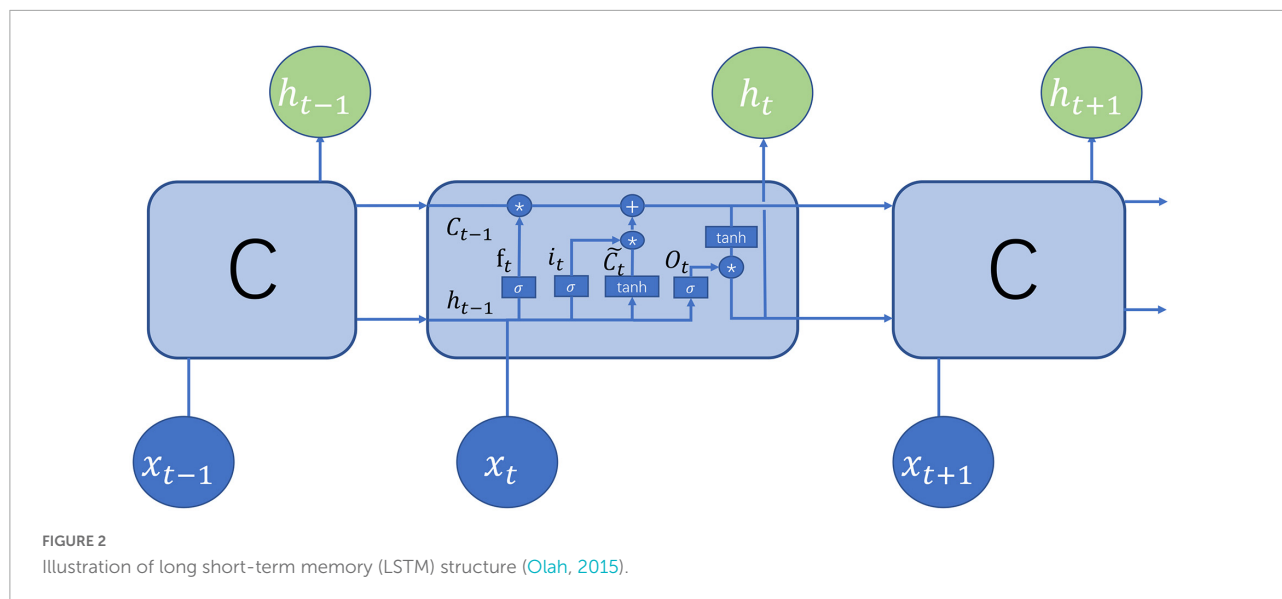 h_{t−1} h_t h_{t+1}
* +
C_{t−1} * tanh
f_t i_t C̃_t O_t *
C C
σ σ tanh σ
h_{t−1}
x_{t−1} x_t x_{t+1}
FIGURE 2
Illustration of long short-term memory (LSTM) structure (Olah, 2015).